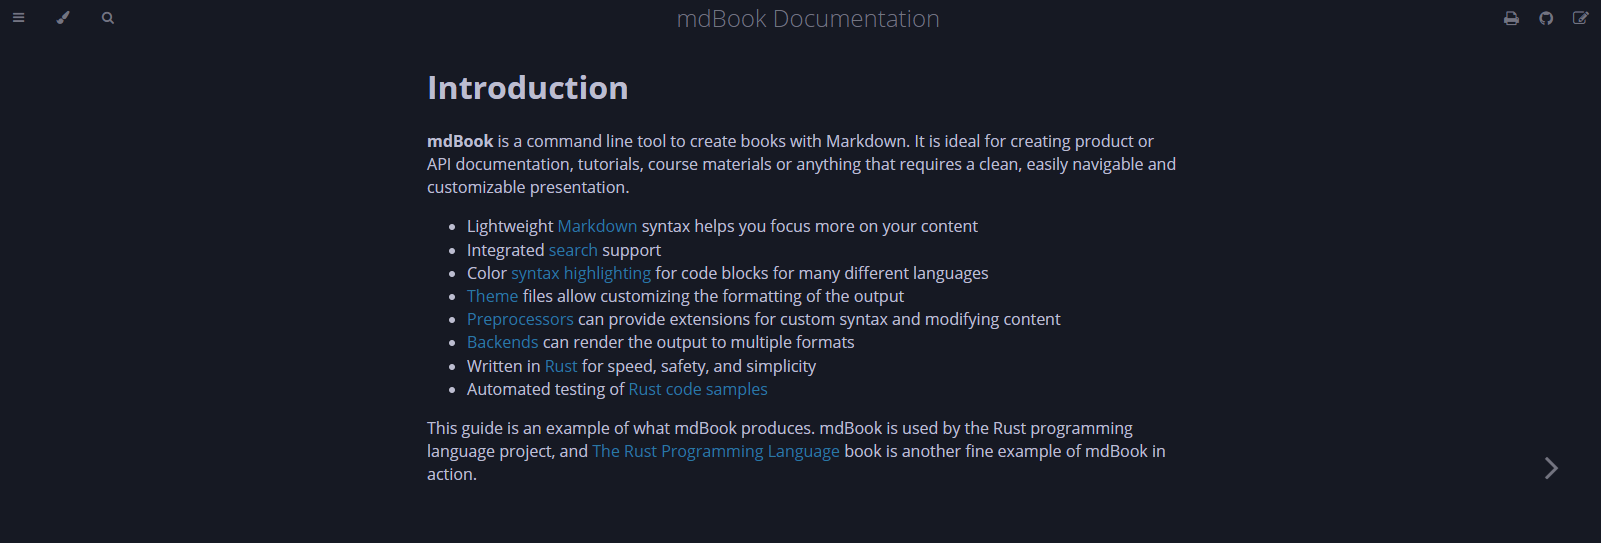 mdBook Documentation
Introduction
mdBook is a command line tool to create books with Markdown. It is ideal for creating product or
API documentation, tutorials, course materials or anything that requires a clean, easily navigable and
customizable presentation.
Lightweight Markdown syntax helps you focus more on your content
Integrated search support
Color syntax highlighting for code blocks for many different languages
Theme files allow customizing the formatting of the output
Preprocessors can provide extensions for custom syntax and modifying content
Backends can render the output to multiple formats
Written in Rust for speed, safety, and simplicity
Automated testing of Rust code samples
This guide is an example of what mdBook produces. mdBook is used by the Rust programming
language project, and The Rust Programming Language book is another fine example of mdBook in
action.